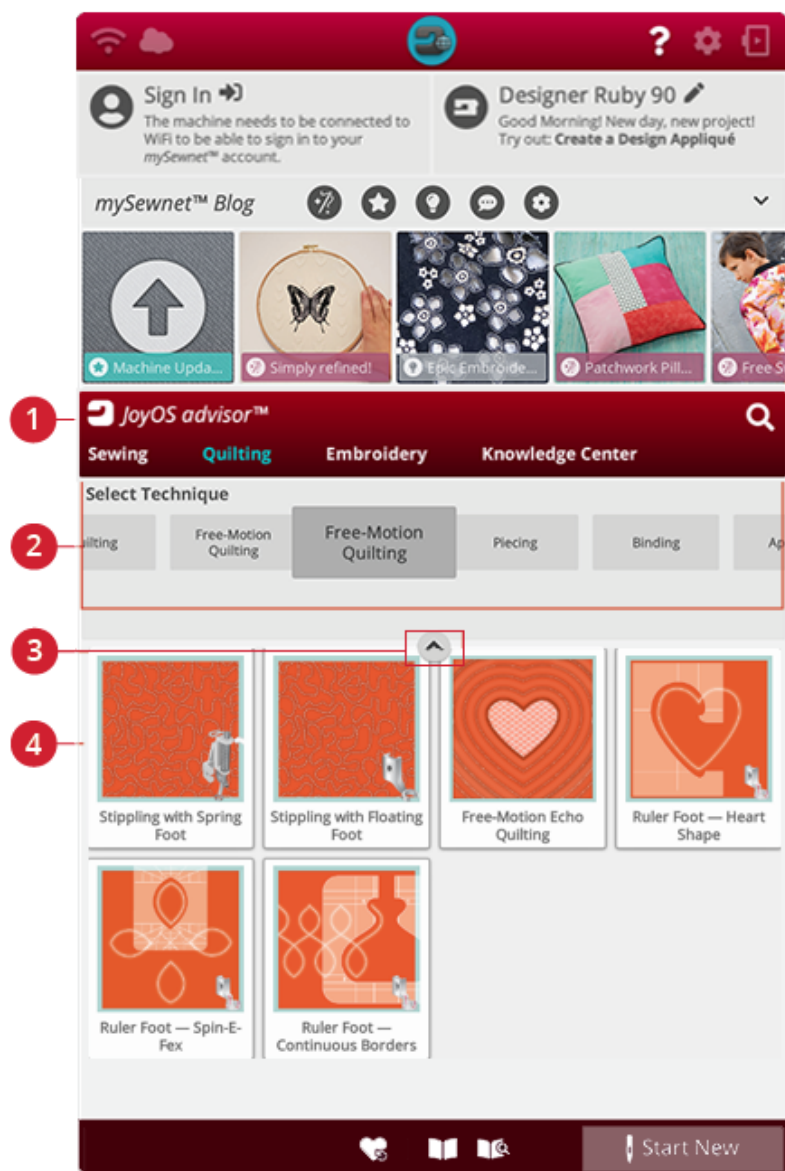 ?
Sign In
The machine needs to be connected to
WiFi to be able to sign in to your
mySewnet™ account.
Designer Ruby 90
Good Morning! New day, new project!
Try out: Create a Design Appliqué
mySewnet™ Blog
Machine Upda...
Simply refined!
Epic Embroide...
Patchwork Pill...
Free S
1
JoyOS advisor™
Sewing Quilting Embroidery Knowledge Center
Select Technique
2
ilting
Free-Motion
Quilting
Free-Motion
Quilting
Piecing
Binding
Ap
3
4
Stippling with Spring
Foot
Stippling with Floating
Foot
Free-Motion Echo
Quilting
Ruler Foot — Heart
Shape
Ruler Foot — Spin-E-
Fex
Ruler Foot —
Continuous Borders
Start New